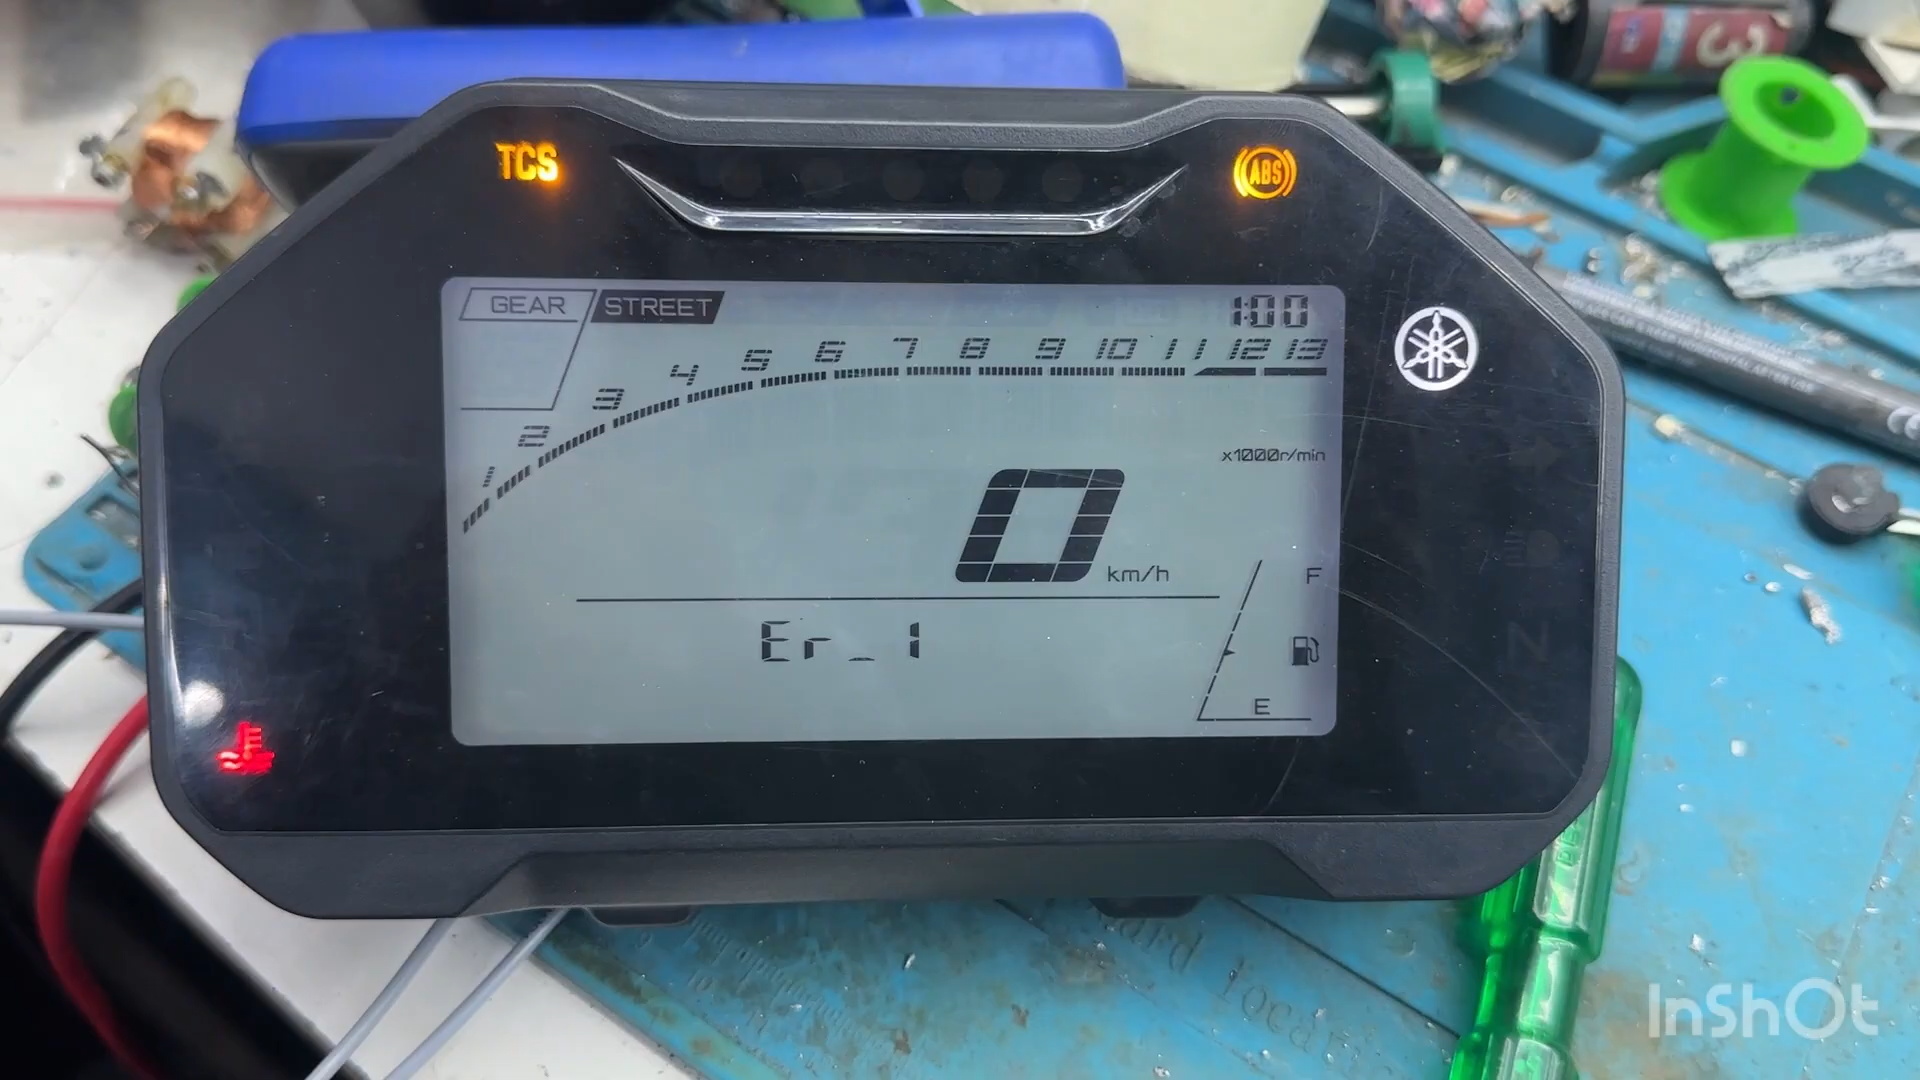 TCS
ABS
GEAR STREET 1:00
1 2 3 4 5 6 7 8 9 10 11 12 13
x1000r/min
0 km/h
F
Er_1
E
N
InShOt